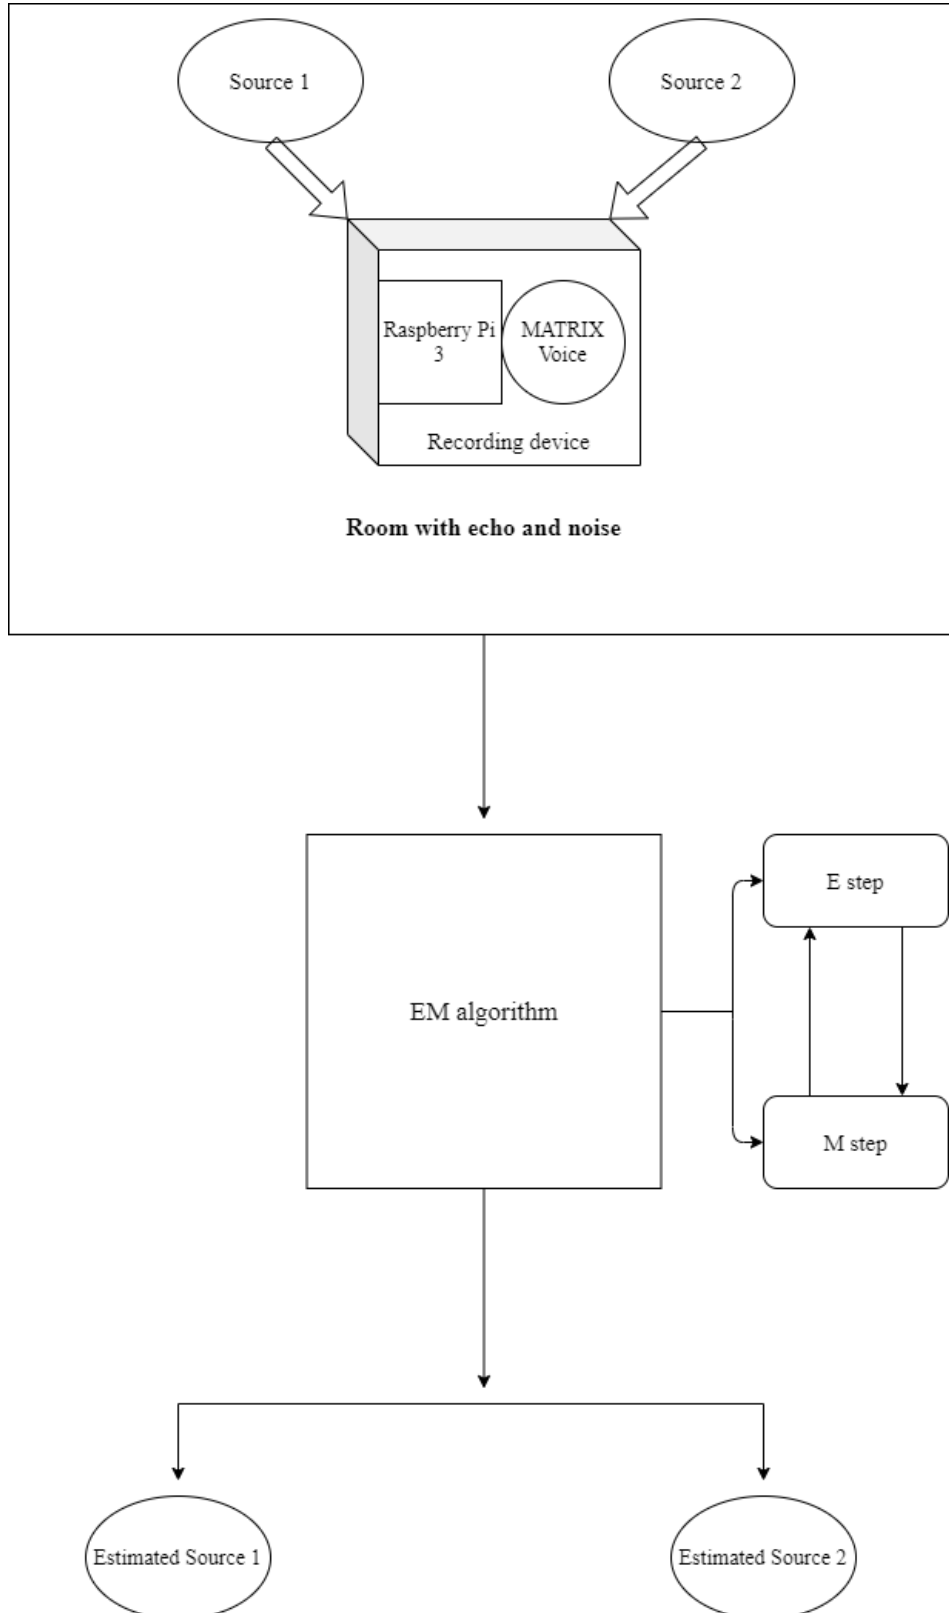 Source 1
Source 2
Raspberry Pi
3
MATRIX
Voice
Recording device
Room with echo and noise
E step
EM algorithm
M step
Estimated Source 1
Estimated Source 2